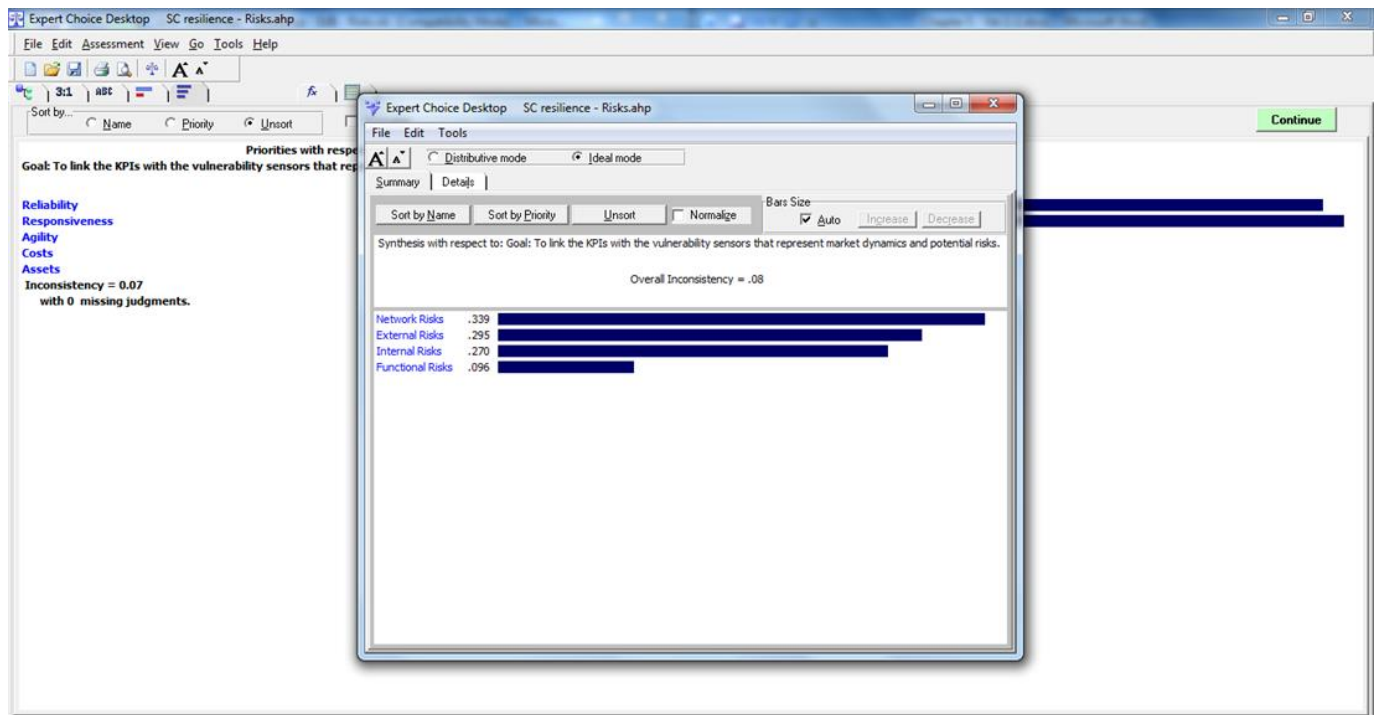 Expert Choice Desktop SC resilience - Risks.ahp
File Edit Assessment View Go Tools Help
A A
3:1 ABC fx
Sort by...
Name Priority Unsort
Continue
Priorities with respe
Goal: To link the KPIs with the vulnerability sensors that rep
Reliability
Responsiveness
Agility
Costs
Assets
Inconsistency = 0.07
with 0 missing judgments.
Expert Choice Desktop SC resilience - Risks.ahp
File Edit Tools
A A Distributive mode Ideal mode
Summary Details
Sort by Name Sort by Priority Unsort Normalize
Bars Size
Auto Increase Decrease
Synthesis with respect to: Goal: To link the KPIs with the vulnerability sensors that represent market dynamics and potential risks.
Overall Inconsistency = .08
Network Risks .339
External Risks .295
Internal Risks .270
Functional Risks .096